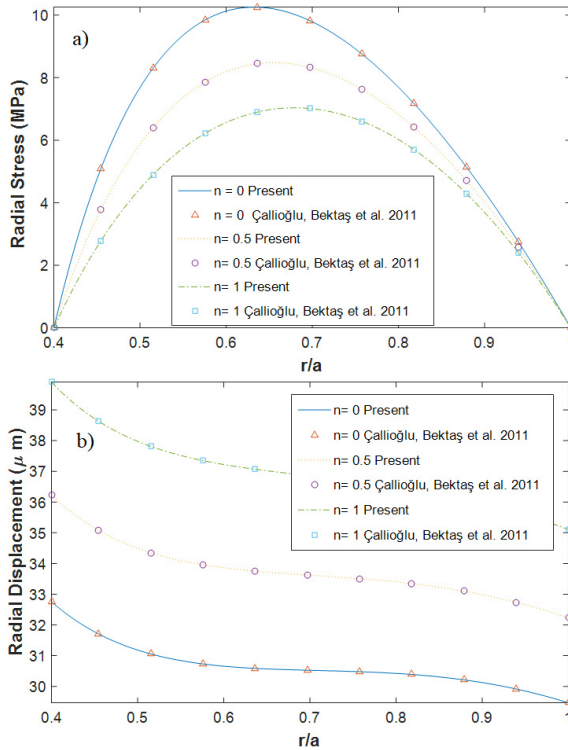 a)
Radial Stress (MPa)
10
8
6
4
2
0
n = 0 Present
n = 0 Çallioğlu, Bektaş et al. 2011
n= 0.5 Present
n= 0.5 Çallioğlu, Bektaş et al. 2011
n = 1 Present
n = 1 Çallioğlu, Bektaş et al. 2011
0.4 0.5 0.6 0.7 0.8 0.9 1
r/a
b)
Radial Displacement (μ m)
39
38
37
36
35
34
33
32
31
30
n= 0 Present
n= 0 Çallioğlu, Bektaş et al. 2011
n= 0.5 Present
n= 0.5 Çallioğlu, Bektaş et al. 2011
n= 1 Present
n= 1 Çallioğlu, Bektaş et al. 2011
0.4 0.5 0.6 0.7 0.8 0.9 1
r/a